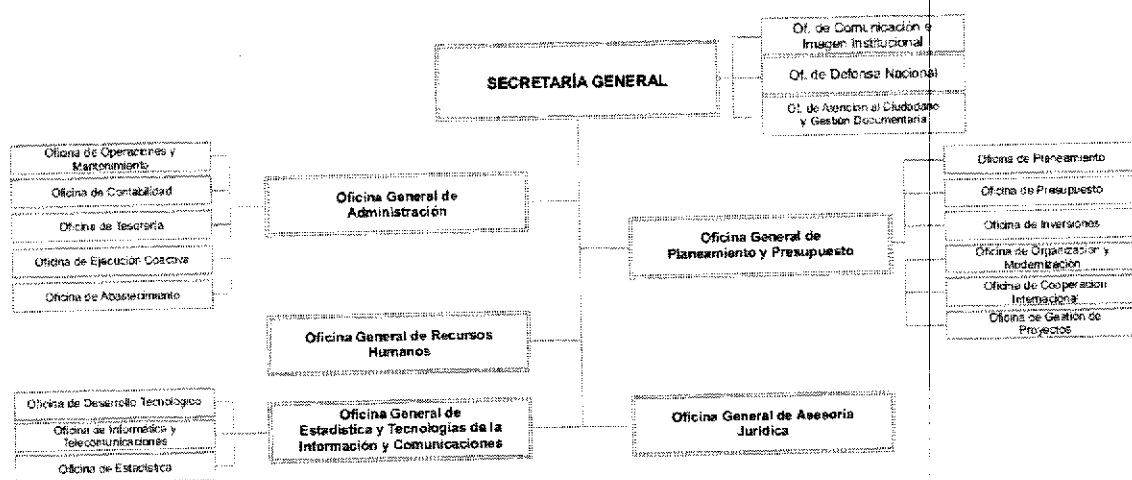 Of. de Comunicación e
Imagen Institucional
SECRETARÍA GENERAL
Of. de Defensa Nacional
Of. de Atención al Ciudadano
y Gestión Documentaria
Oficina de Operaciones y
Mantenimiento
Oficina de Contabilidad
Oficina de Tesorería
Oficina de Ejecución Coactiva
Oficina de Abastecimiento
Oficina General de
Administración
Oficina General de
Planeamiento y Presupuesto
Oficina de Planeamiento
Oficina de Presupuesto
Oficina de Inversiones
Oficina de Organización y
Modernización
Oficina de Cooperación
Internacional
Oficina de Gestión de
Proyectos
Oficina General de Recursos
Humanos
Oficina de Desarrollo Tecnológico
Oficina de Informática y
Telecomunicaciones
Oficina de Estadística
Oficina General de
Estadística y Tecnologías de la
Información y Comunicaciones
Oficina General de Asesoría
Jurídica